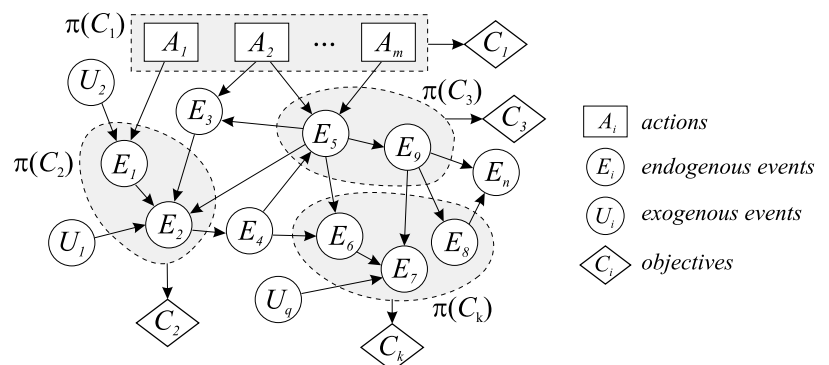 π(C₁)
A₁ A₂ ... Aₘ
C₁
U₂
E₃
π(C₃)
C₃
E₅
E₉
Eₙ
π(C₂)
E₁
E₂
U₁
E₄
E₆
E₇
E₈
U_q
π(Cₖ)
C₂
Cₖ
Aᵢ actions
Eᵢ endogenous events
Uᵢ exogenous events
Cᵢ objectives